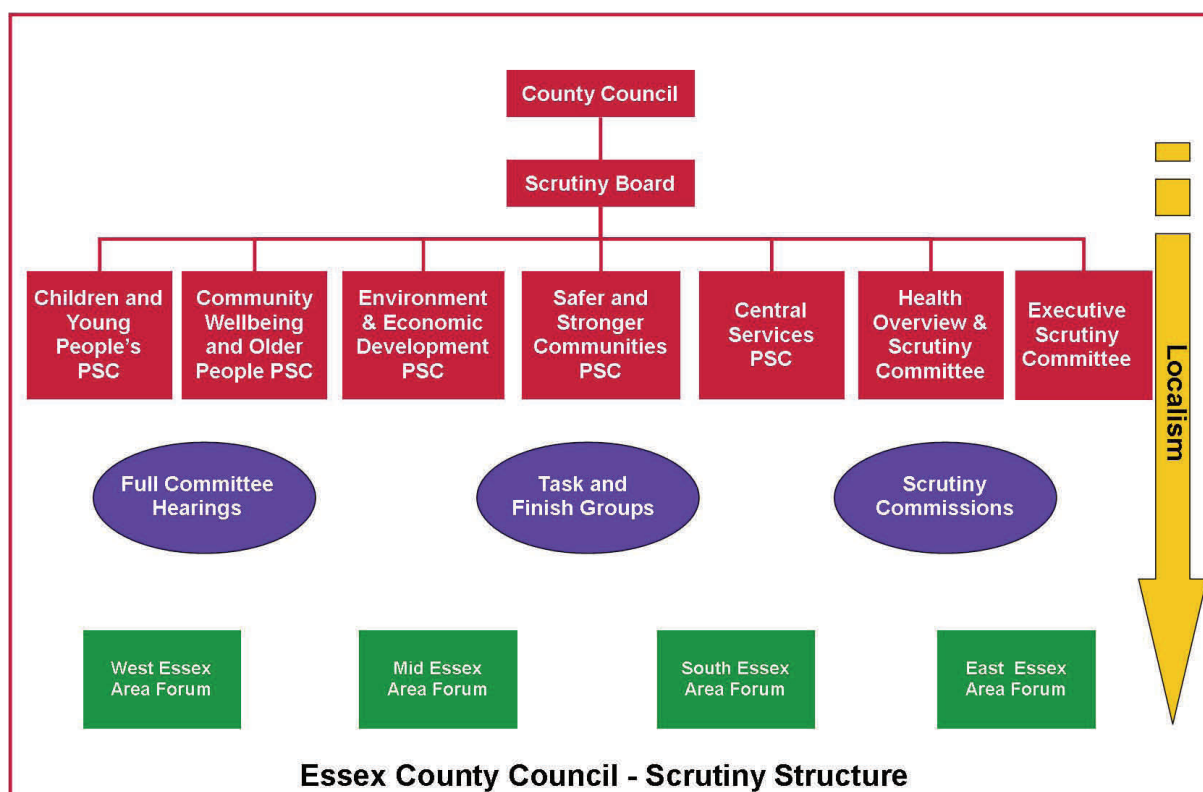 County Council
Scrutiny Board
Children and
Young
People's
PSC
Community
Wellbeing
and Older
People PSC
Environment
& Economic
Development
PSC
Safer and
Stronger
Communities
PSC
Central
Services
PSC
Health
Overview &
Scrutiny
Committee
Executive
Scrutiny
Committee
Localism
Full Committee
Hearings
Task and
Finish Groups
Scrutiny
Commissions
West Essex
Area Forum
Mid Essex
Area Forum
South Essex
Area Forum
East Essex
Area Forum
Essex County Council - Scrutiny Structure